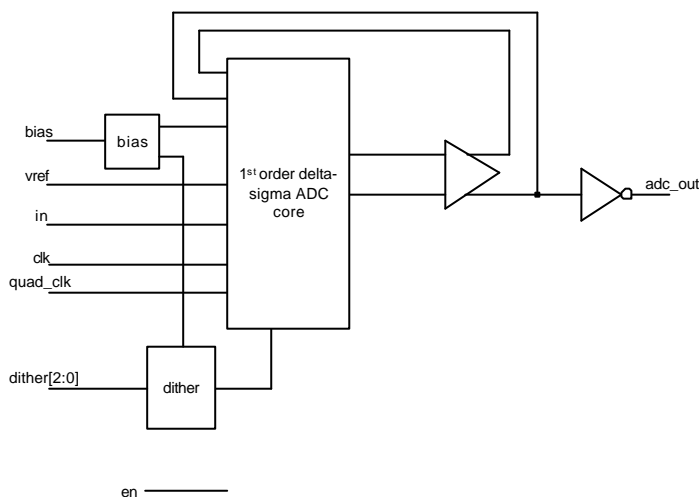 bias
bias
vref
in
clk
quad_clk
1st order delta-
sigma ADC
core
adc_out
dither[2:0]
dither
en